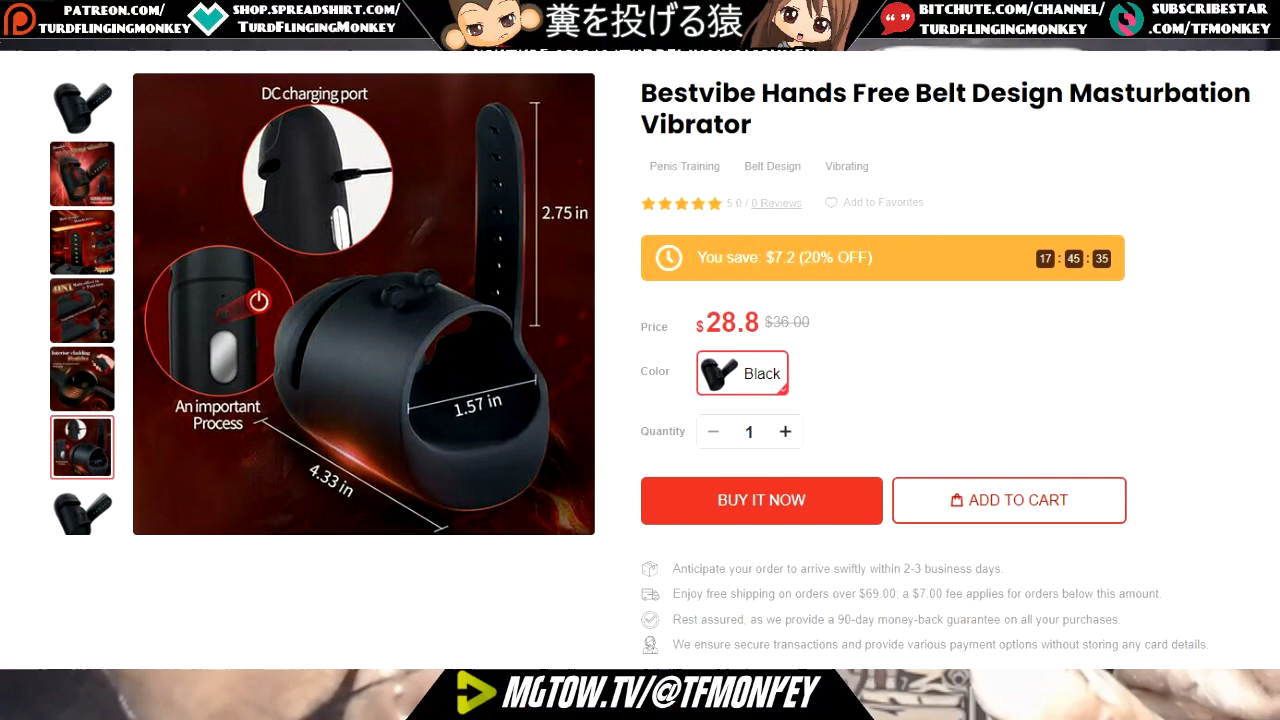 PATREON.COM/
TURDFLINGINGMONKEY
SHOP.SPREADSHIRT.COM/
TURDFLINGINGMONKEY
糞を投げる猿
BITCHUTE.COM/CHANNEL/
TURDFLINGINGMONKEY
SUBSCRIBESTAR
.COM/TFMONKEY
DC charging port
2.75 in
An important
Process
1.57 in
4.33 in
Bestvibe Hands Free Belt Design Masturbation
Vibrator
Penis Training Belt Design Vibrating
5.0 / 0 Reviews Add to Favorites
You save: $7.2 (20% OFF) 17 : 45 : 35
Price $ 28.8 $36.00
Color Black
Quantity − 1 +
BUY IT NOW ADD TO CART
Anticipate your order to arrive swiftly within 2-3 business days.
Enjoy free shipping on orders over $69.00; a $7.00 fee applies for orders below this amount.
Rest assured, as we provide a 90-day money-back guarantee on all your purchases.
We ensure secure transactions and provide various payment options without storing any card details.
MGTOW.TV/@TFMONKEY